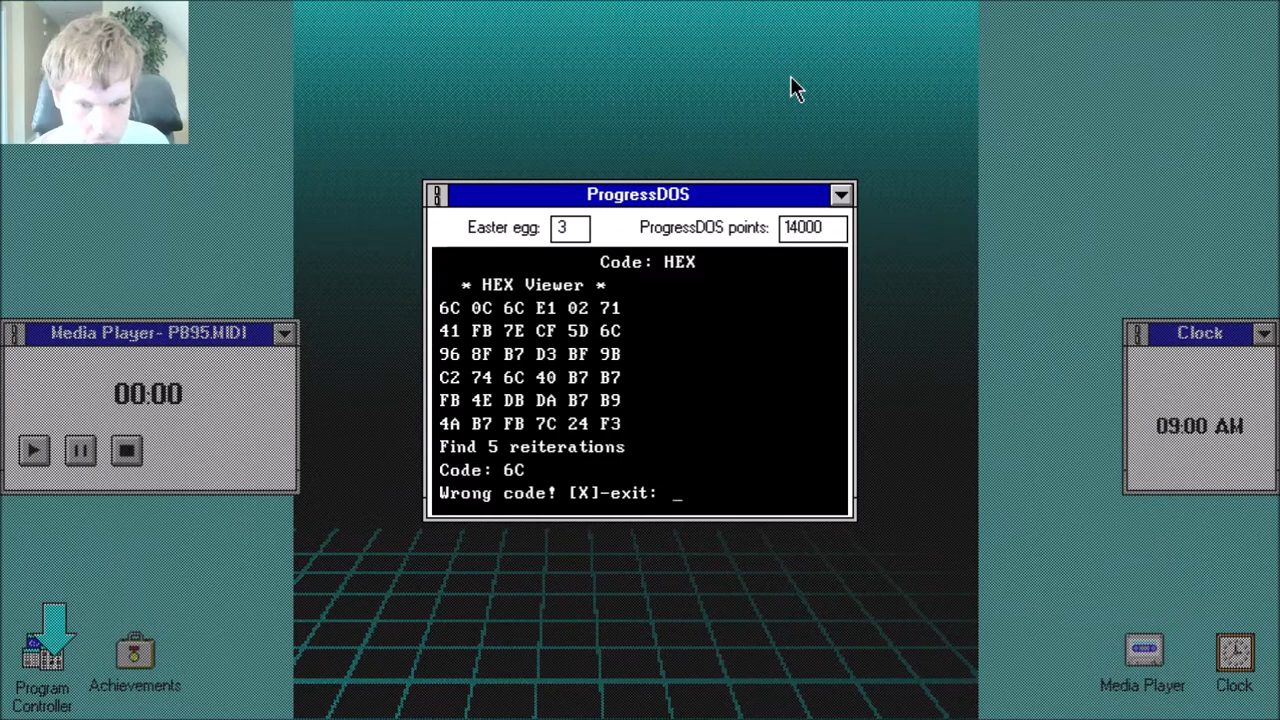 ProgressDOS
Easter egg: 3 ProgressDOS points: 14000
Code: HEX
* HEX Viewer *
6C 0C 6C E1 02 71
41 FB 7E CF 5D 6C
96 8F B7 D3 BF 9B
C2 74 6C 40 B7 B7
FB 4E DB DA B7 B9
4A B7 FB 7C 24 F3
Find 5 reiterations
Code: 6C
Wrong code! [X]-exit: _
Media Player- PB95.MIDI
00:00
Clock
09:00 AM
Program
Controller
Achievements
Media Player
Clock